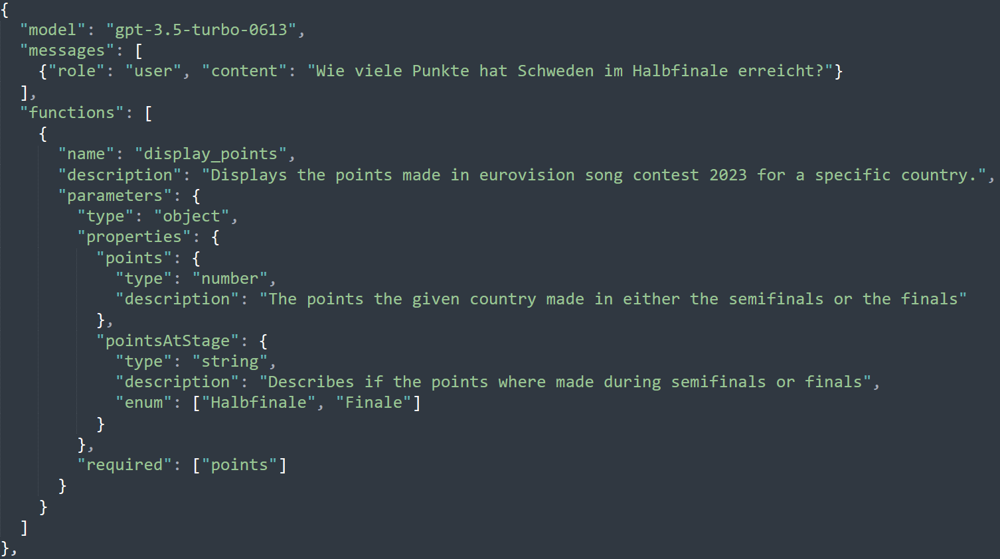 {
  "model": "gpt-3.5-turbo-0613",
  "messages": [
    {"role": "user", "content": "Wie viele Punkte hat Schweden im Halbfinale erreicht?"}
  ],
  "functions": [
    {
      "name": "display_points",
      "description": "Displays the points made in eurovision song contest 2023 for a specific country.",
      "parameters": {
        "type": "object",
        "properties": {
          "points": {
            "type": "number",
            "description": "The points the given country made in either the semifinals or the finals"
          },
          "pointsAtStage": {
            "type": "string",
            "description": "Describes if the points where made during semifinals or finals",
            "enum": ["Halbfinale", "Finale"]
          }
        },
        "required": ["points"]
      }
    }
  ]
},